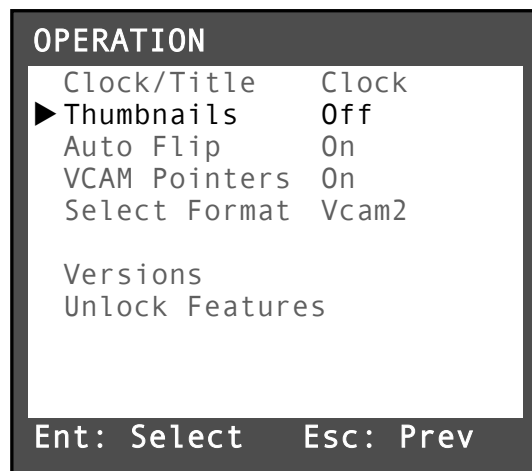 OPERATION
Clock/Title Clock
Thumbnails Off
Auto Flip On
VCAM Pointers On
Select Format Vcam2
Versions
Unlock Features
Ent: Select Esc: Prev